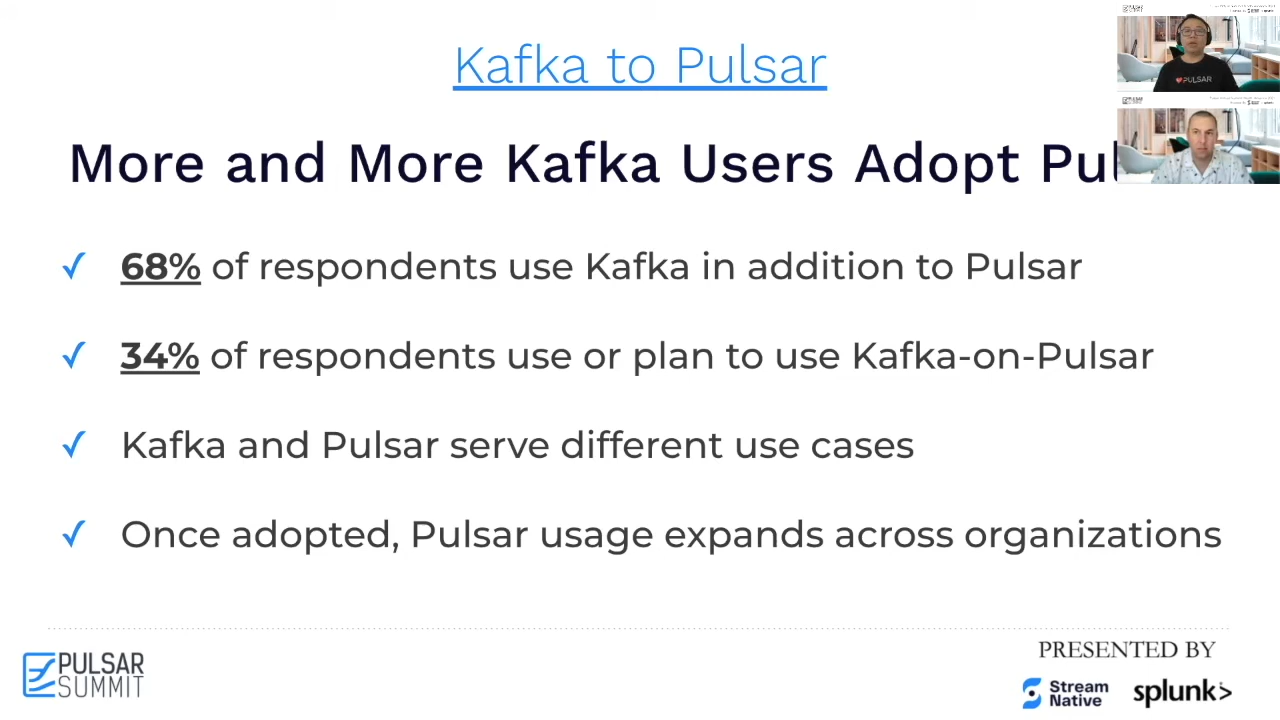 Kafka to Pulsar
More and More Kafka Users Adopt Pul
✓ 68% of respondents use Kafka in addition to Pulsar
✓ 34% of respondents use or plan to use Kafka-on-Pulsar
✓ Kafka and Pulsar serve different use cases
✓ Once adopted, Pulsar usage expands across organizations
PULSAR
SUMMIT
PRESENTED BY
Stream
Native
splunk>
PULSAR